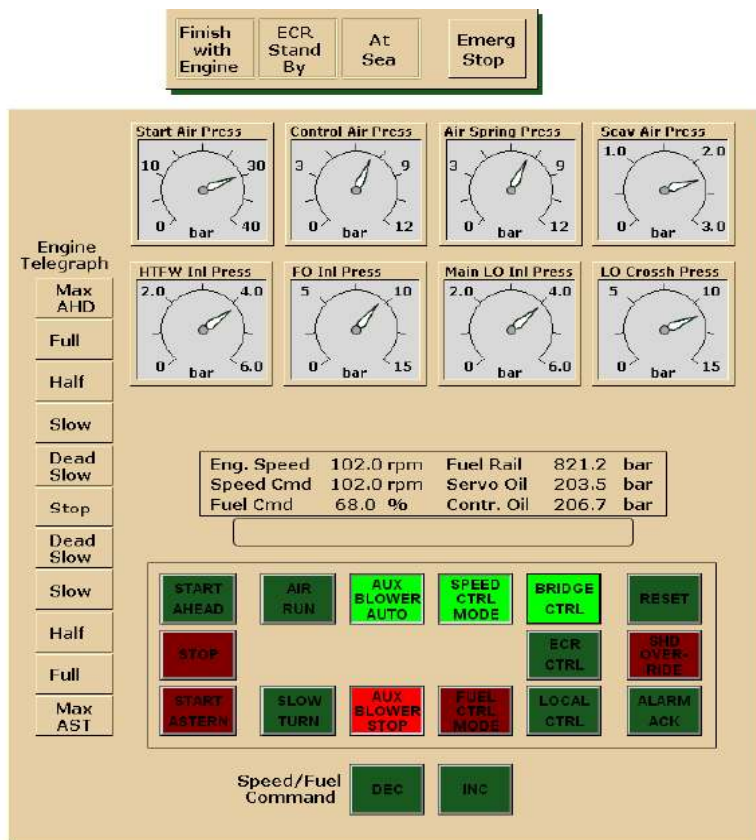 Finish with Engine
ECR Stand By
At Sea
Emerg Stop
Start Air Press
10 30
0 bar 40
Control Air Press
3 9
0 bar 12
Air Spring Press
3 9
0 bar 12
Scav Air Press
1.0 2.0
0 bar 3.0
HTFW Inl Press
2.0 4.0
0 bar 6.0
FO Inl Press
5 10
0 bar 15
Main LO Inl Press
2.0 4.0
0 bar 6.0
LO Crossh Press
5 10
0 bar 15
Engine
Telegraph
Max
AHD
Full
Half
Slow
Dead
Slow
Stop
Dead
Slow
Slow
Half
Full
Max
AST
Eng. Speed 102.0 rpm Fuel Rail 821.2 bar
Speed Cmd 102.0 rpm Servo Oil 203.5 bar
Fuel Cmd 68.0 % Contr. Oil 206.7 bar
START AHEAD
AIR RUN
AUX BLOWER AUTO
SPEED CTRL MODE
BRIDGE CTRL
RESET
STOP
ECR CTRL
SHD OVER-RIDE
START ASTERN
SLOW TURN
AUX BLOWER STOP
FUEL CTRL MODE
LOCAL CTRL
ALARM ACK
Speed/Fuel
Command
DEC
INC